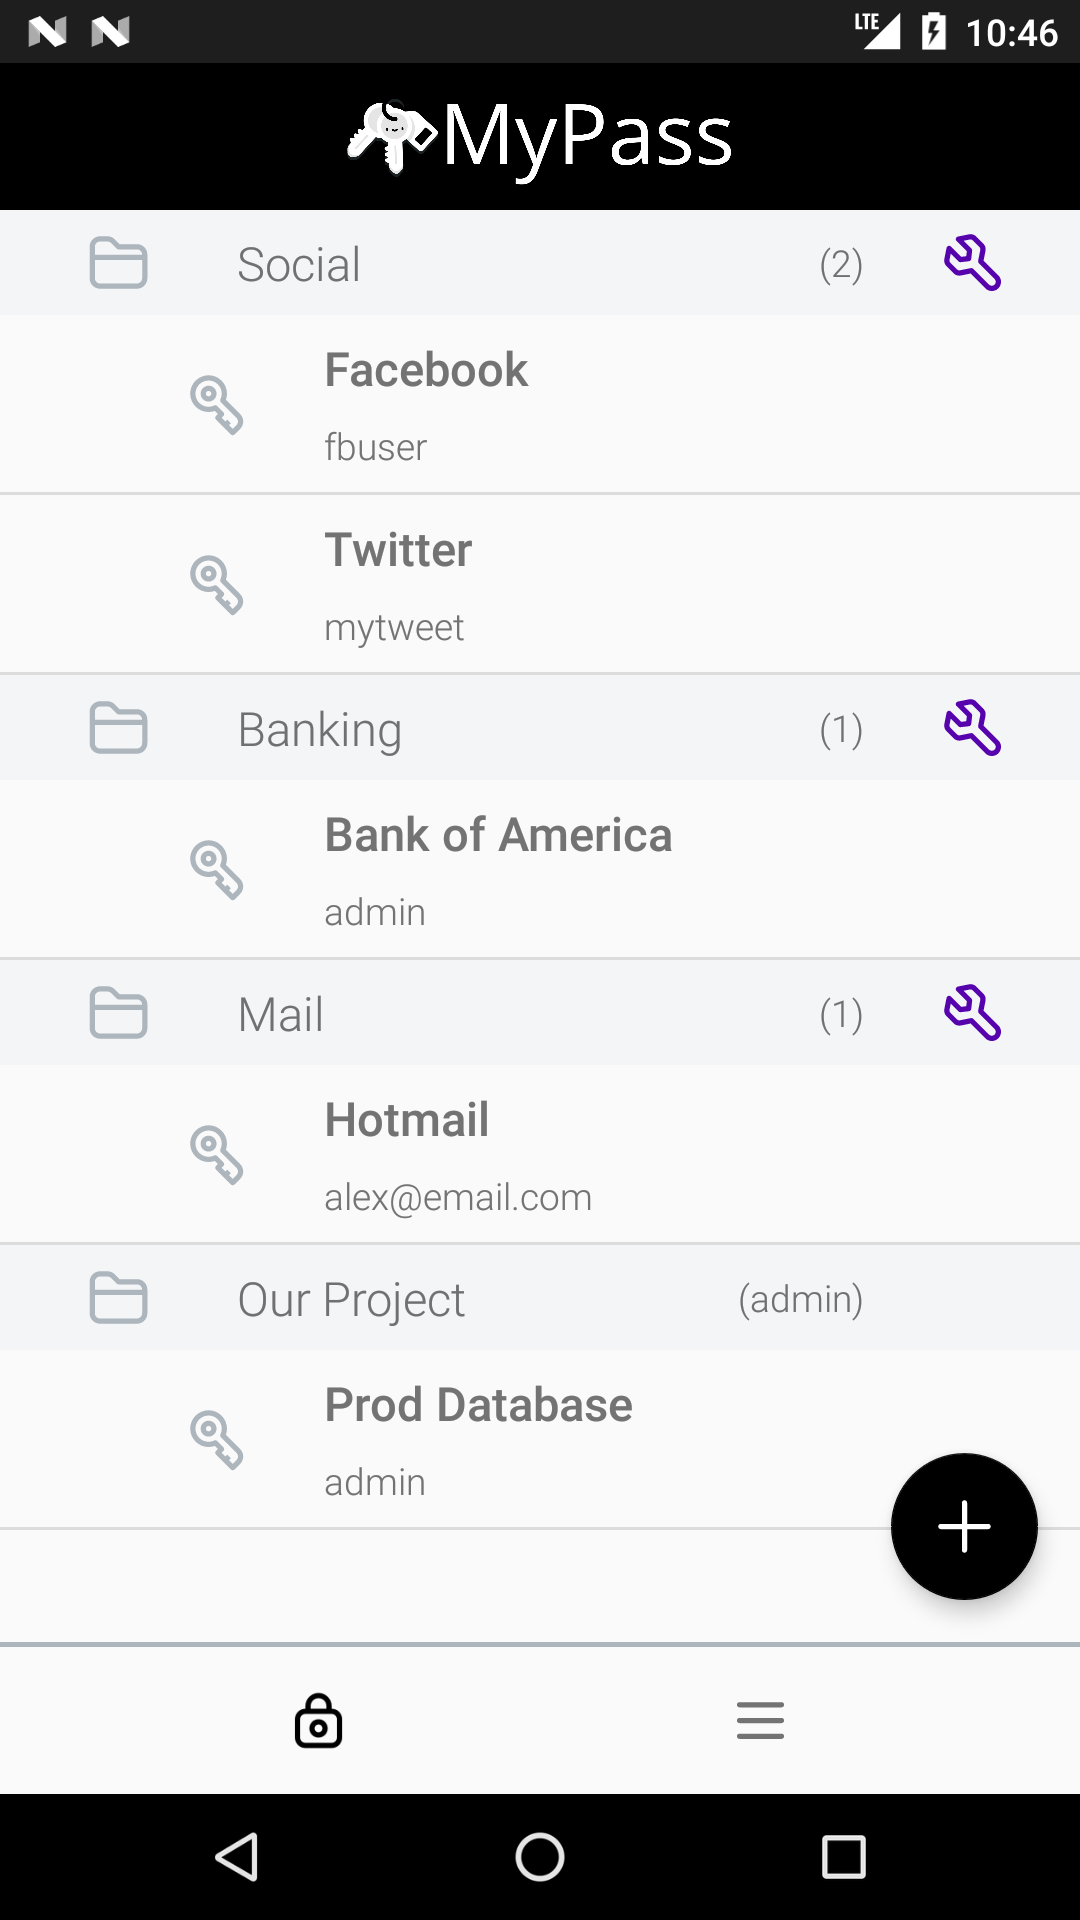 LTE 10:46
MyPass
Social (2)
Facebook
fbuser
Twitter
mytweet
Banking (1)
Bank of America
admin
Mail (1)
Hotmail
alex@email.com
Our Project (admin)
Prod Database
admin